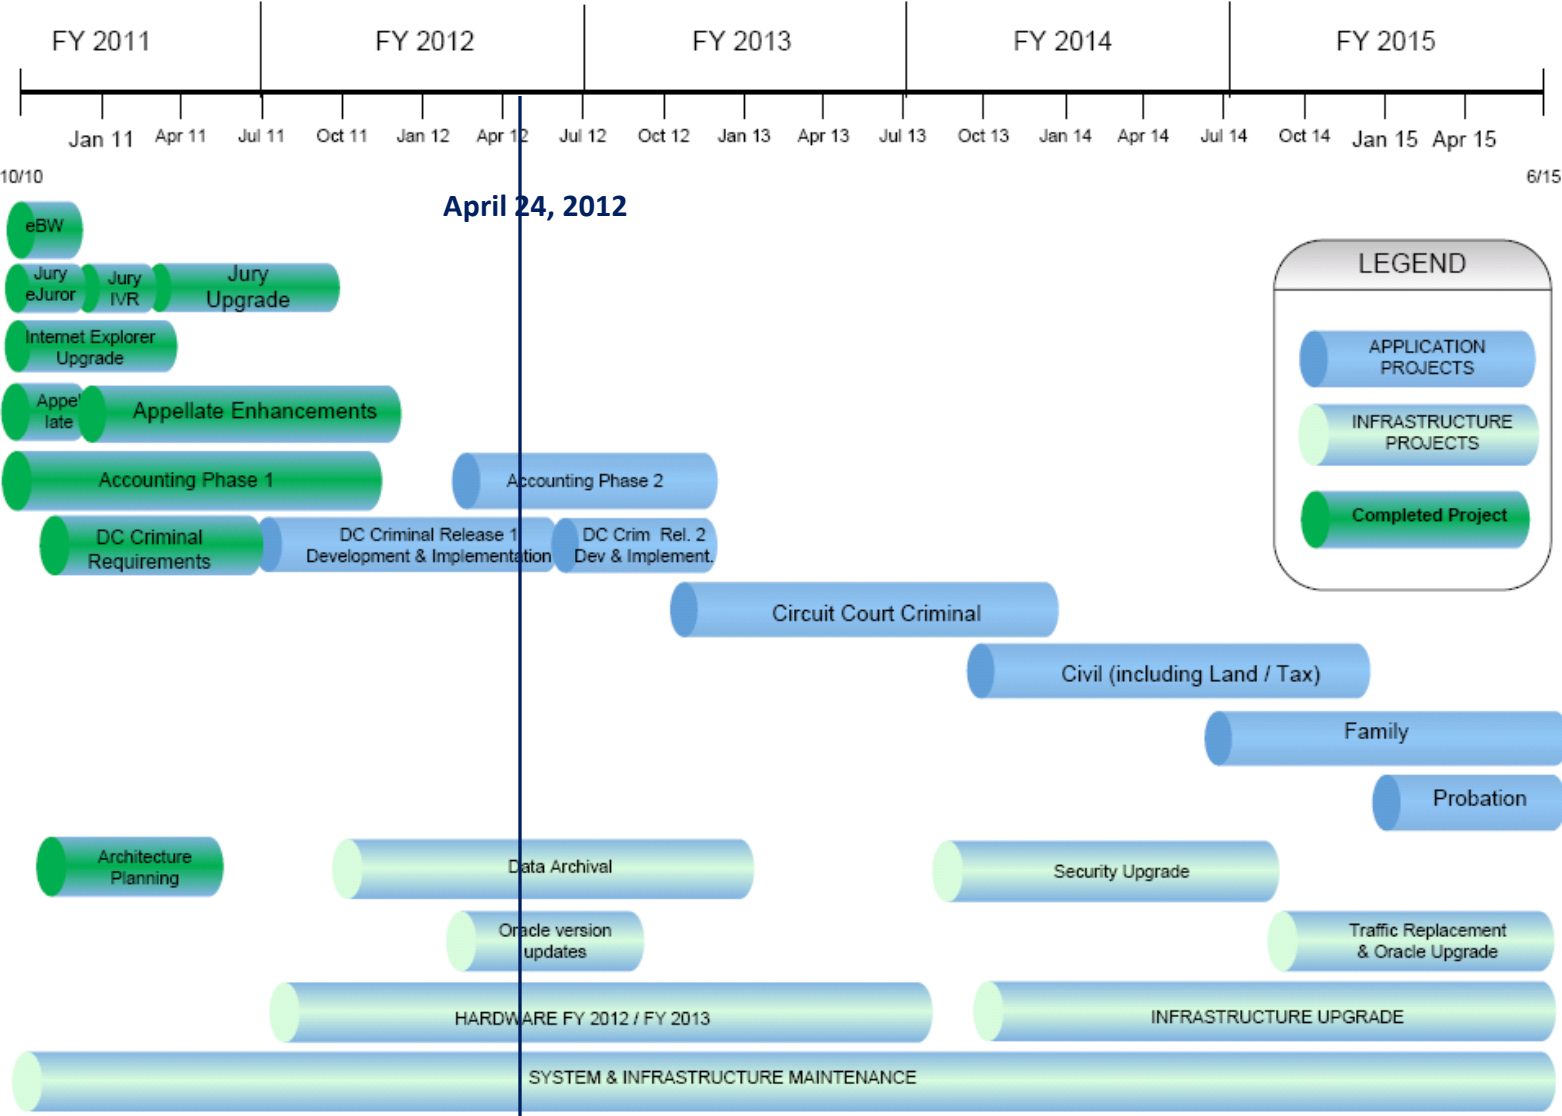 FY 2011 FY 2012 FY 2013 FY 2014 FY 2015
Jan 11 Apr 11 Jul 11 Oct 11 Jan 12 Apr 12 Jul 12 Oct 12 Jan 13 Apr 13 Jul 13 Oct 13 Jan 14 Apr 14 Jul 14 Oct 14 Jan 15 Apr 15
10/10 6/15
April 24, 2012
eBW
Jury
eJuror
Jury
IVR
Jury
Upgrade
Internet Explorer
Upgrade
Appel
late
Appellate Enhancements
Accounting Phase 1
Accounting Phase 2
DC Criminal
Requirements
DC Criminal Release 1
Development & Implementation
DC Crim Rel. 2
Dev & Implement.
Circuit Court Criminal
Civil (including Land / Tax)
Family
Probation
Architecture
Planning
Data Archival
Security Upgrade
Oracle version
updates
Traffic Replacement
& Oracle Upgrade
HARDWARE FY 2012 / FY 2013
INFRASTRUCTURE UPGRADE
SYSTEM & INFRASTRUCTURE MAINTENANCE
LEGEND
APPLICATION
PROJECTS
INFRASTRUCTURE
PROJECTS
Completed Project